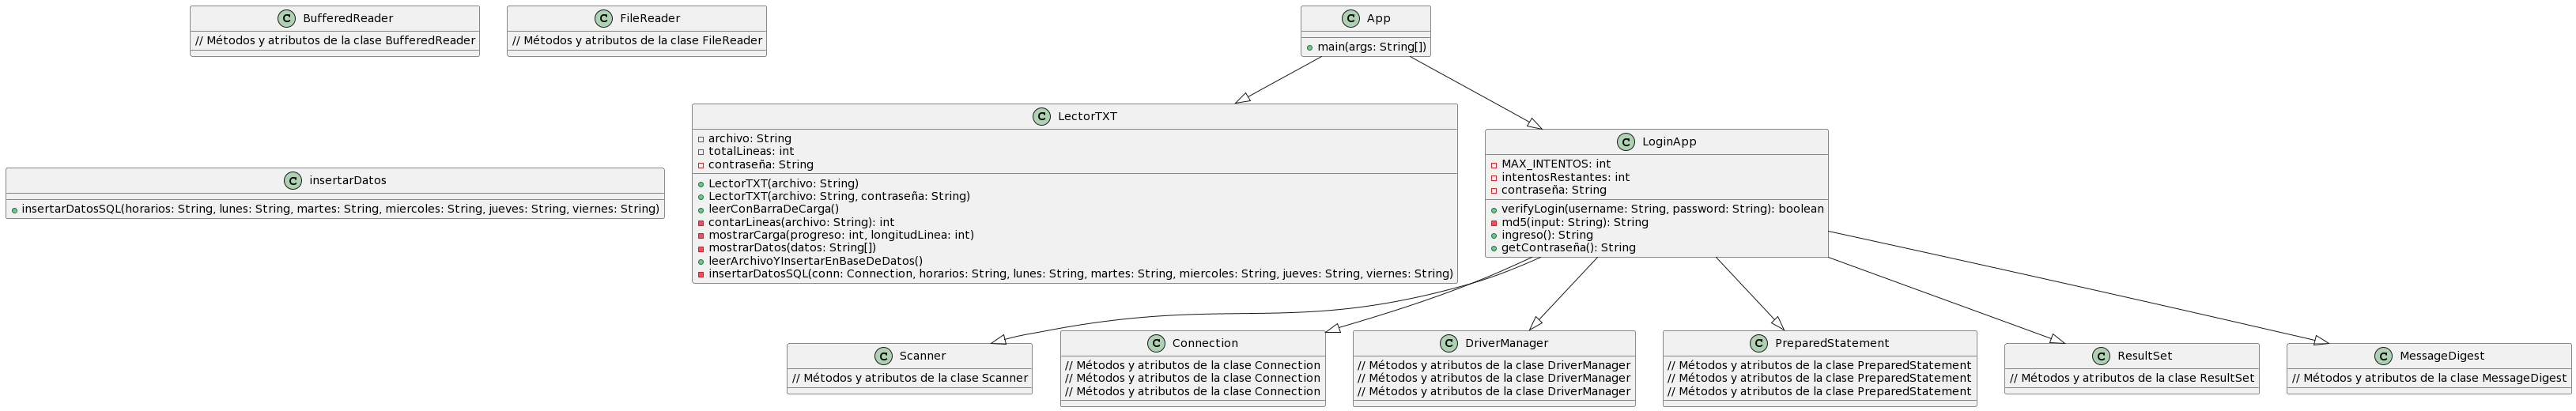 C BufferedReader
// Métodos y atributos de la clase BufferedReader
C FileReader
// Métodos y atributos de la clase FileReader
C App
main(args: String[])
C LectorTXT
archivo: String
totalLineas: int
contraseña: String
LectorTXT(archivo: String)
LectorTXT(archivo: String, contraseña: String)
leerConBarraDeCarga()
contarLineas(archivo: String): int
mostrarCarga(progreso: int, longitudLinea: int)
mostrarDatos(datos: String[])
leerArchivoYInsertarEnBaseDeDatos()
insertarDatosSQL(conn: Connection, horarios: String, lunes: String, martes: String, miercoles: String, jueves: String, viernes: String)
C LoginApp
MAX_INTENTOS: int
intentosRestantes: int
contraseña: String
verifyLogin(username: String, password: String): boolean
md5(input: String): String
ingreso(): String
getContraseña(): String
C insertarDatos
insertarDatosSQL(horarios: String, lunes: String, martes: String, miercoles: String, jueves: String, viernes: String)
C Scanner
// Métodos y atributos de la clase Scanner
C Connection
// Métodos y atributos de la clase Connection
// Métodos y atributos de la clase Connection
// Métodos y atributos de la clase Connection
C DriverManager
// Métodos y atributos de la clase DriverManager
// Métodos y atributos de la clase DriverManager
// Métodos y atributos de la clase DriverManager
C PreparedStatement
// Métodos y atributos de la clase PreparedStatement
// Métodos y atributos de la clase PreparedStatement
// Métodos y atributos de la clase PreparedStatement
C ResultSet
// Métodos y atributos de la clase ResultSet
C MessageDigest
// Métodos y atributos de la clase MessageDigest